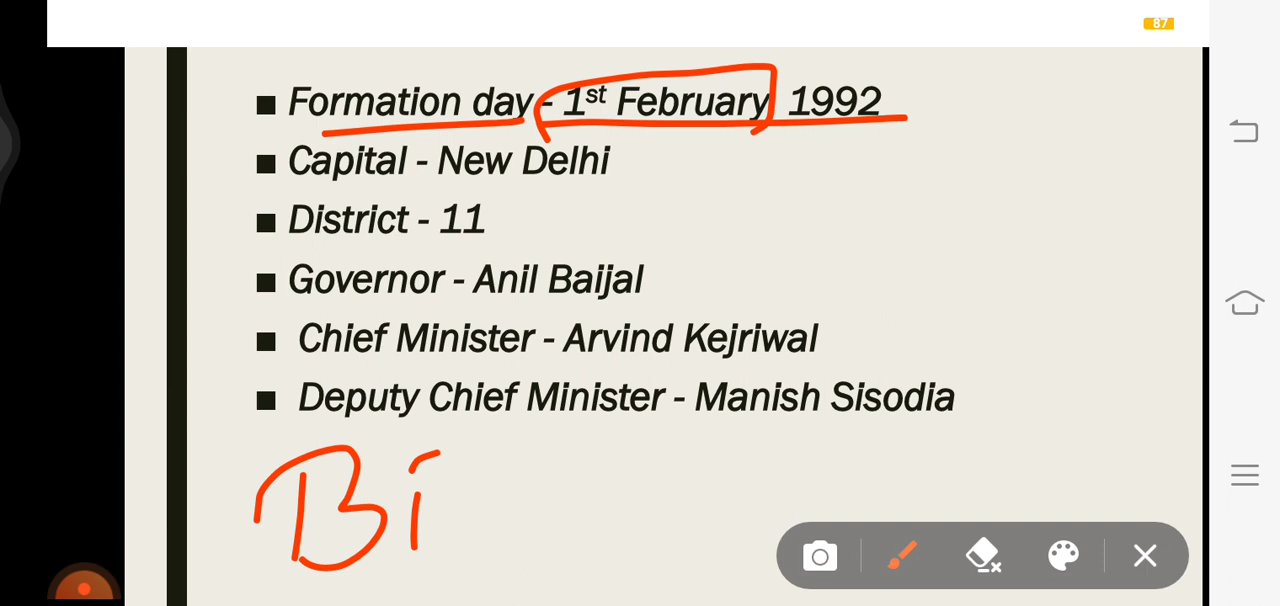 87
■ Formation day - 1st February 1992
■ Capital - New Delhi
■ District - 11
■ Governor - Anil Baijal
■ Chief Minister - Arvind Kejriwal
■ Deputy Chief Minister - Manish Sisodia
Bi